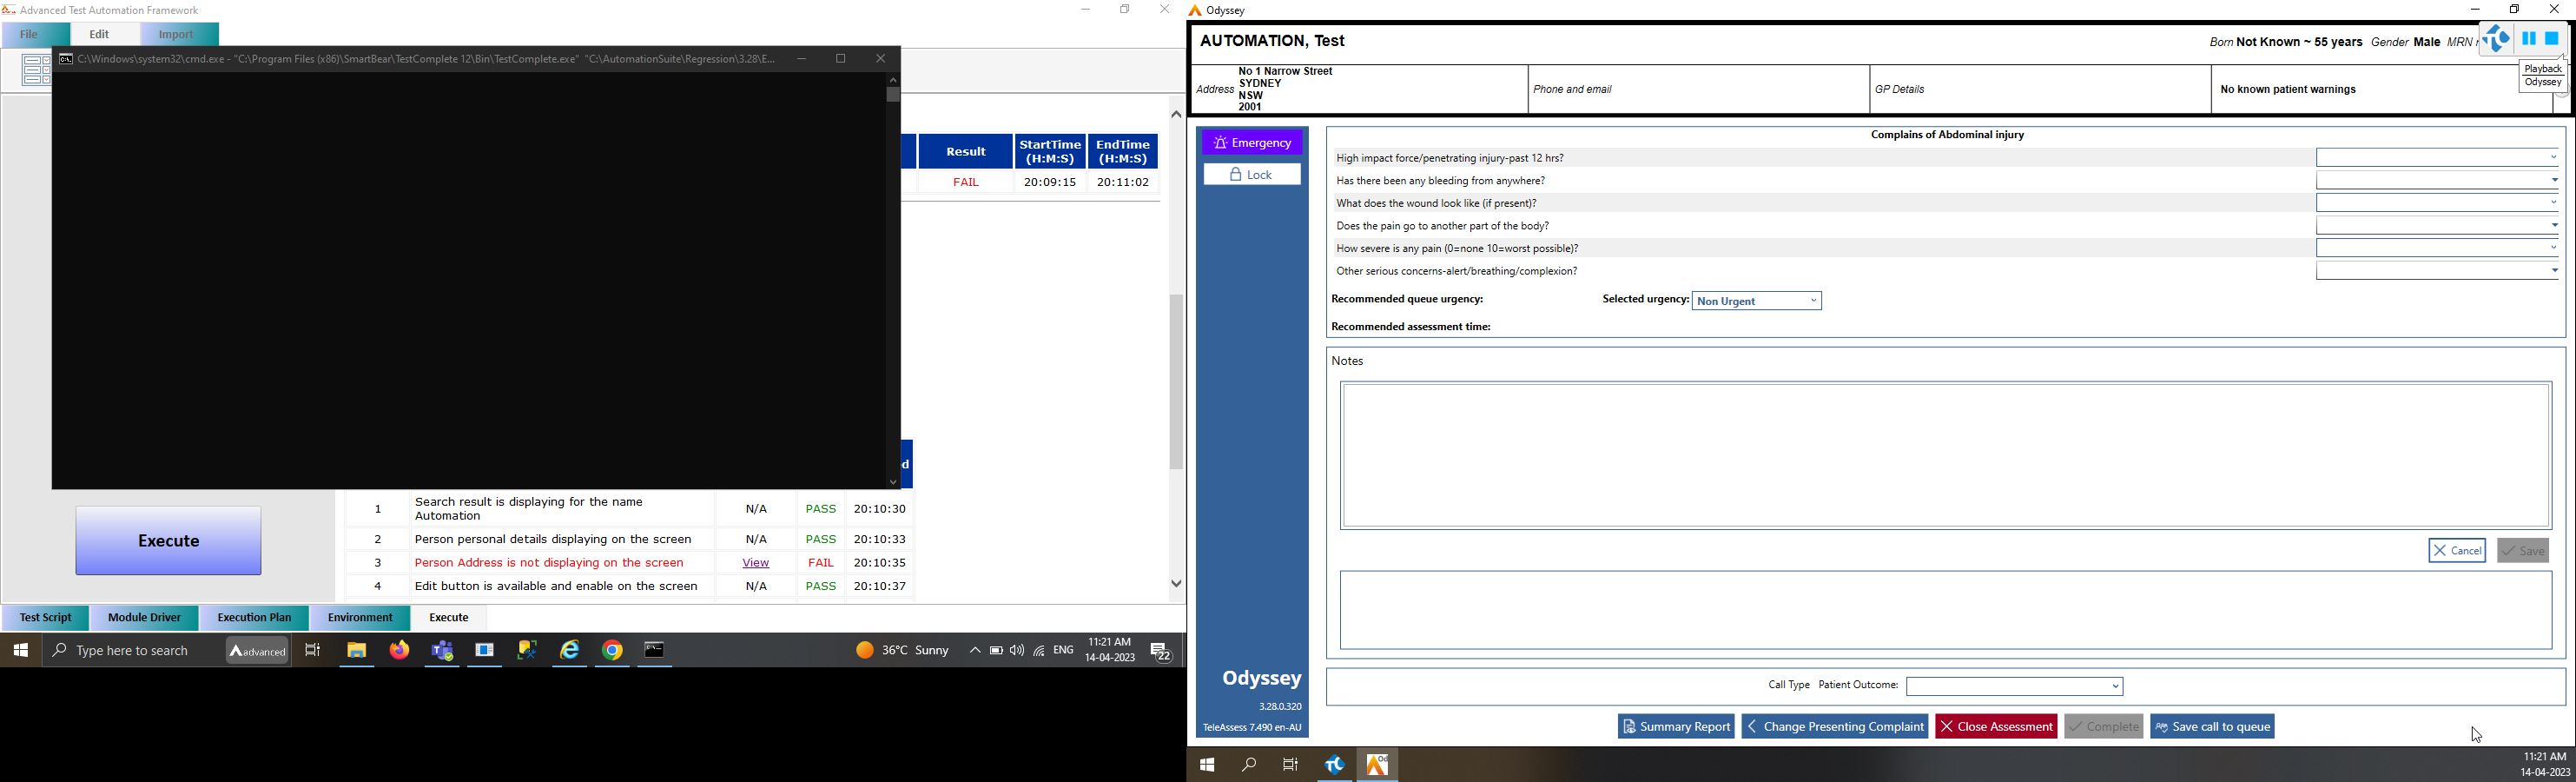 Advanced Test Automation Framework
File
Edit
Import
C:\Windows\system32\cmd.exe - "C:\Program Files (x86)\SmartBear\TestComplete 12\Bin\TestComplete.exe" "C:\AutomationSuite\Regression\3.28\E...
Result
StartTime
(H:M:S)
EndTime
(H:M:S)
FAIL
20:09:15
20:11:02
d
1
Search result is displaying for the name
Automation
N/A
PASS
20:10:30
2
Person personal details displaying on the screen
N/A
PASS
20:10:33
3
Person Address is not displaying on the screen
View
FAIL
20:10:35
4
Edit button is available and enable on the screen
N/A
PASS
20:10:37
Execute
Test Script
Module Driver
Execution Plan
Environment
Execute
Type here to search
advanced
36°C Sunny
ENG
11:21 AM
14-04-2023
22
Odyssey
AUTOMATION, Test
Born Not Known ~ 55 years Gender Male MRN
Playback
Odyssey
Address
No 1 Narrow Street
SYDNEY
NSW
2001
Phone and email
GP Details
No known patient warnings
Emergency
Lock
Complains of Abdominal injury
High impact force/penetrating injury-past 12 hrs?
Has there been any bleeding from anywhere?
What does the wound look like (if present)?
Does the pain go to another part of the body?
How severe is any pain (0=none 10=worst possible)?
Other serious concerns-alert/breathing/complexion?
Recommended queue urgency:
Selected urgency:
Non Urgent
Recommended assessment time:
Notes
Cancel
Save
Call Type
Patient Outcome:
Odyssey
3.28.0.320
TeleAssess 7.490 en-AU
Summary Report
Change Presenting Complaint
Close Assessment
Complete
Save call to queue
Od
11:21 AM
14-04-2023